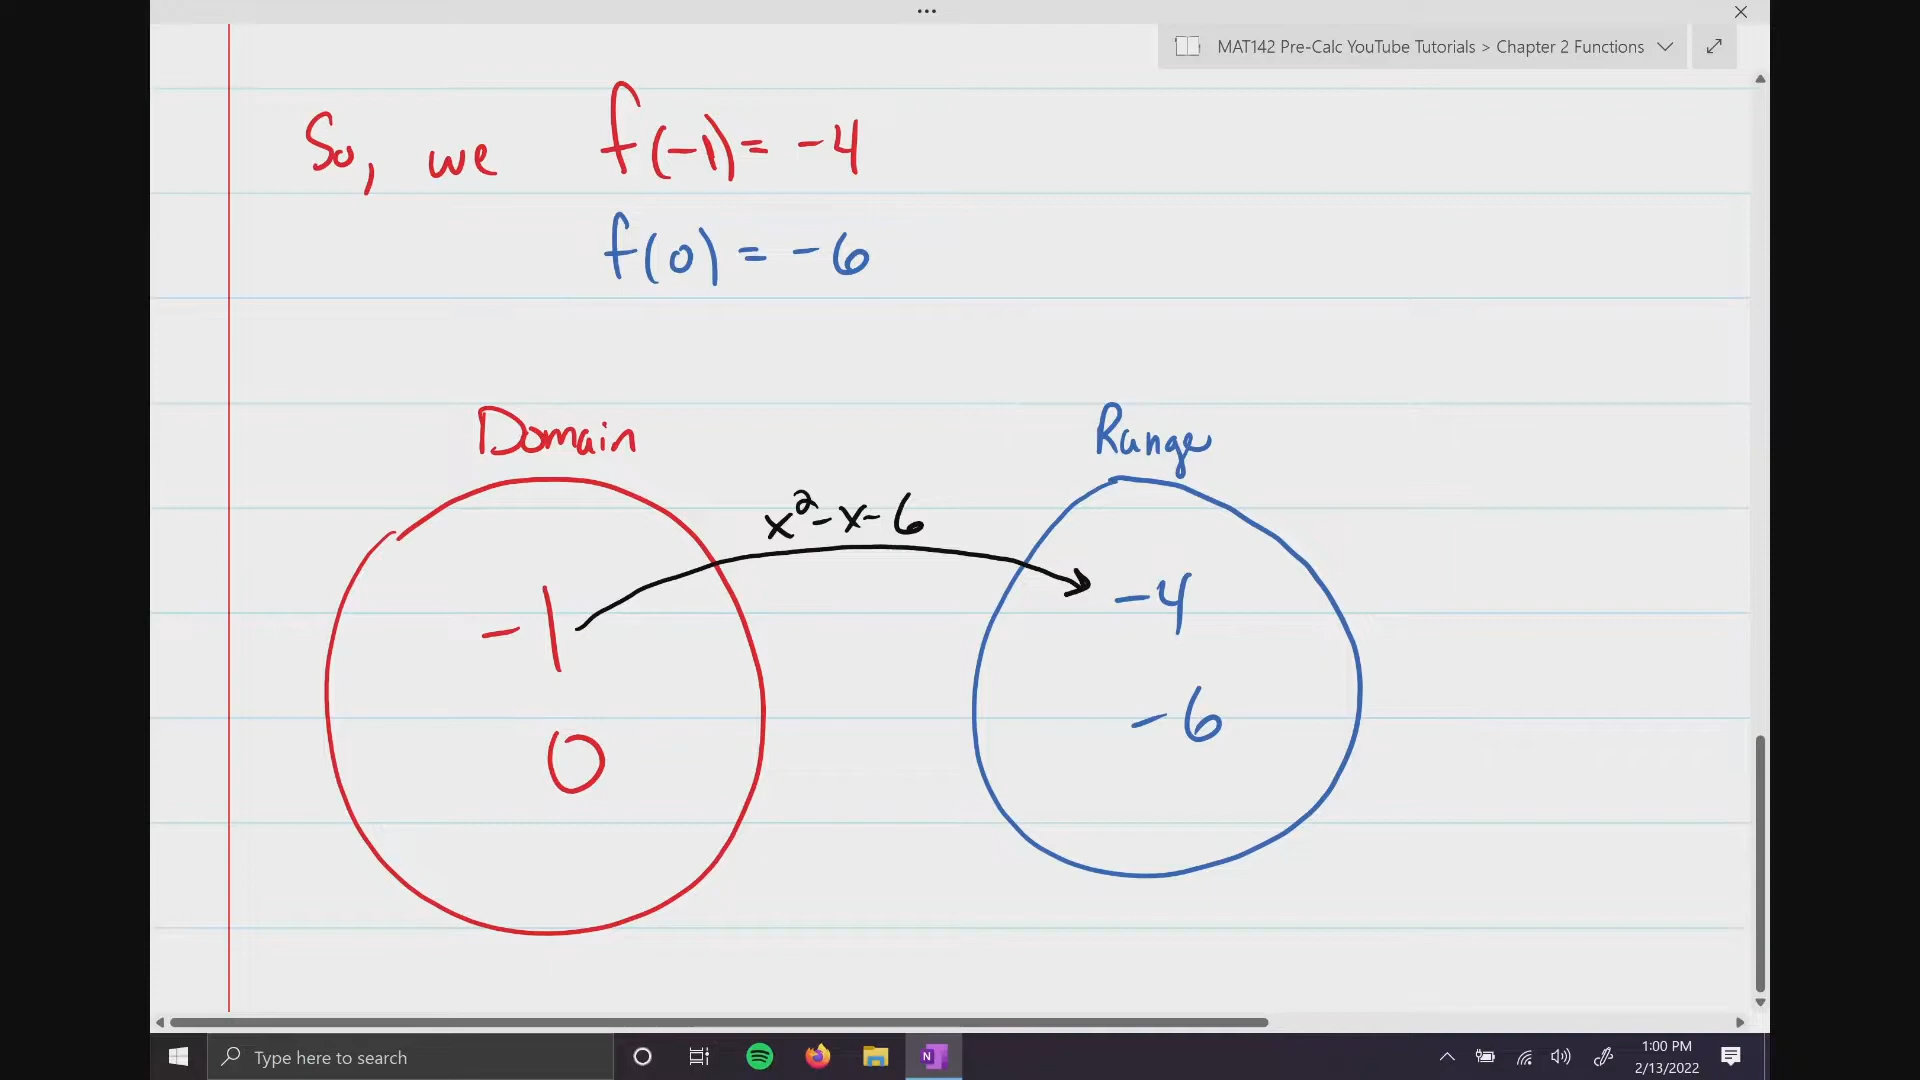 MAT142 Pre-Calc YouTube Tutorials > Chapter 2 Functions
So, we f(-1) = -4
f(0) = -6
Domain
Range
x²-x-6
-1
-4
0
-6
Type here to search
1:00 PM
2/13/2022